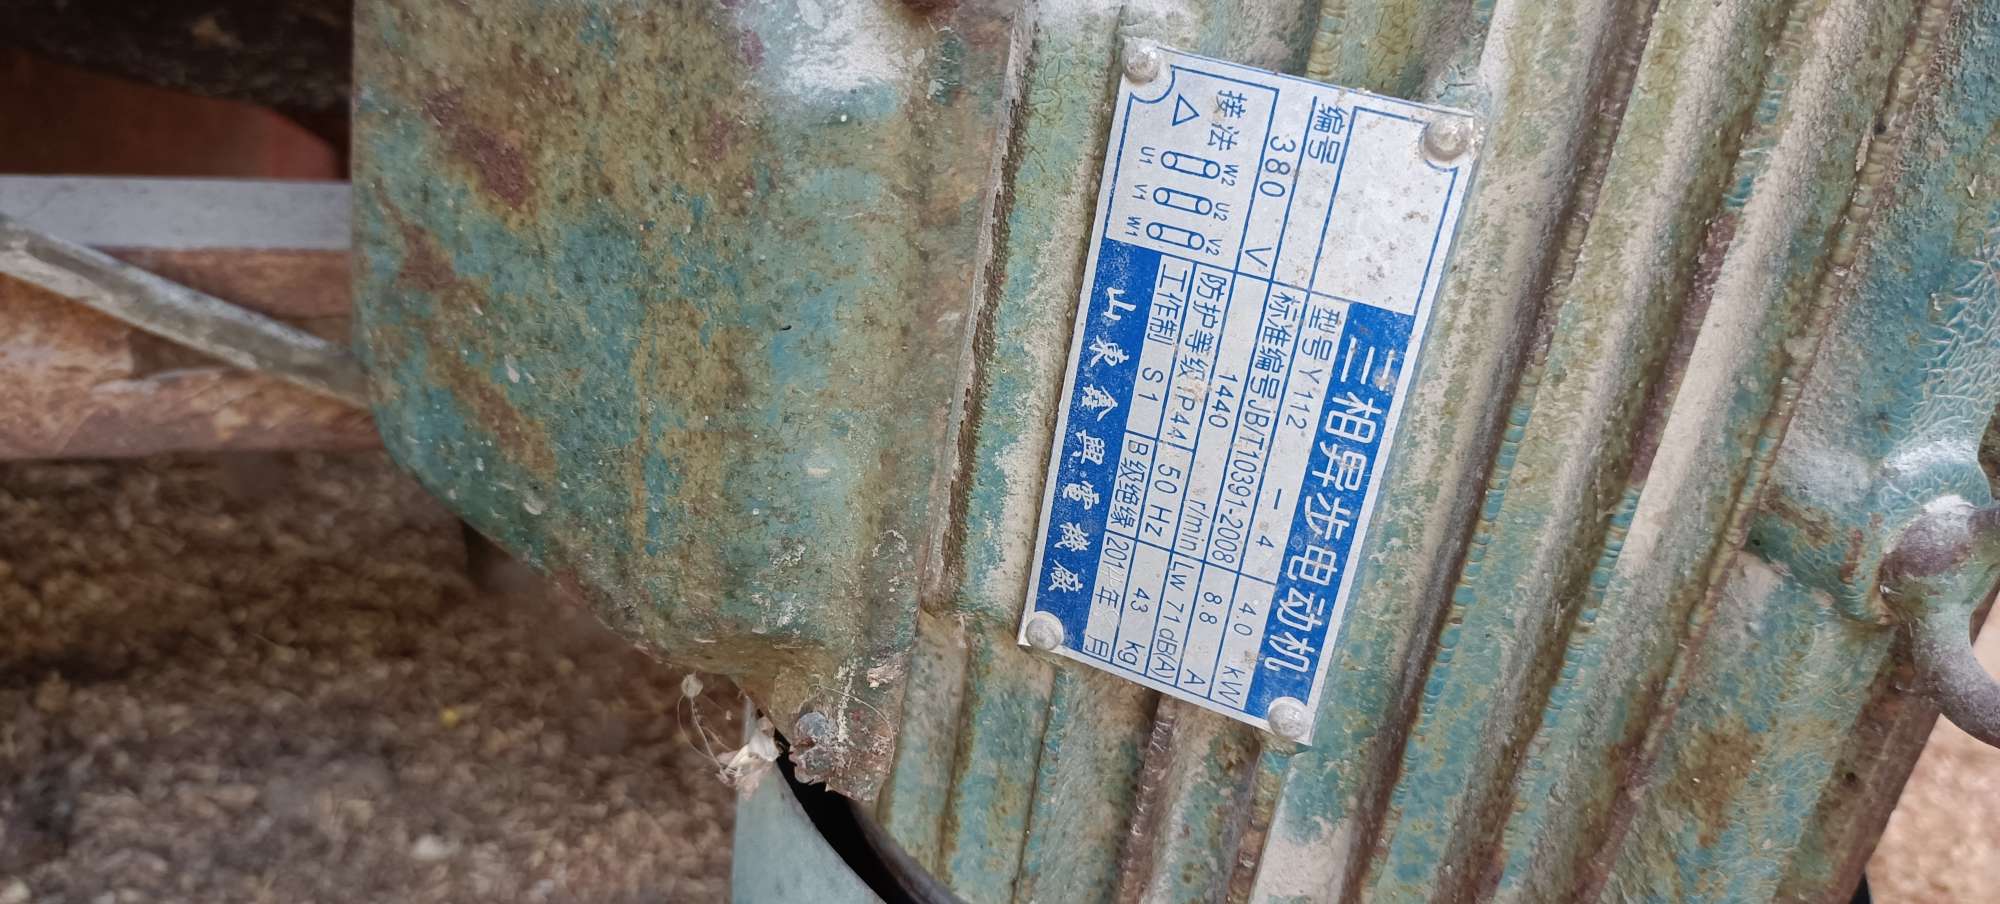 三相异步电动机
型号 Y112 - 4 4.0 kW
编号 标准编号JB/T10391-2008 8.8 A
380 V 1440 r/min LW 71dB(A)
接法 △ 防护等级 IP44 50 HZ 43 kg
W2 U2 V2
U1 V1 W1
工作制 S1 B级绝缘 201 年 月
山東鑫興電機廠